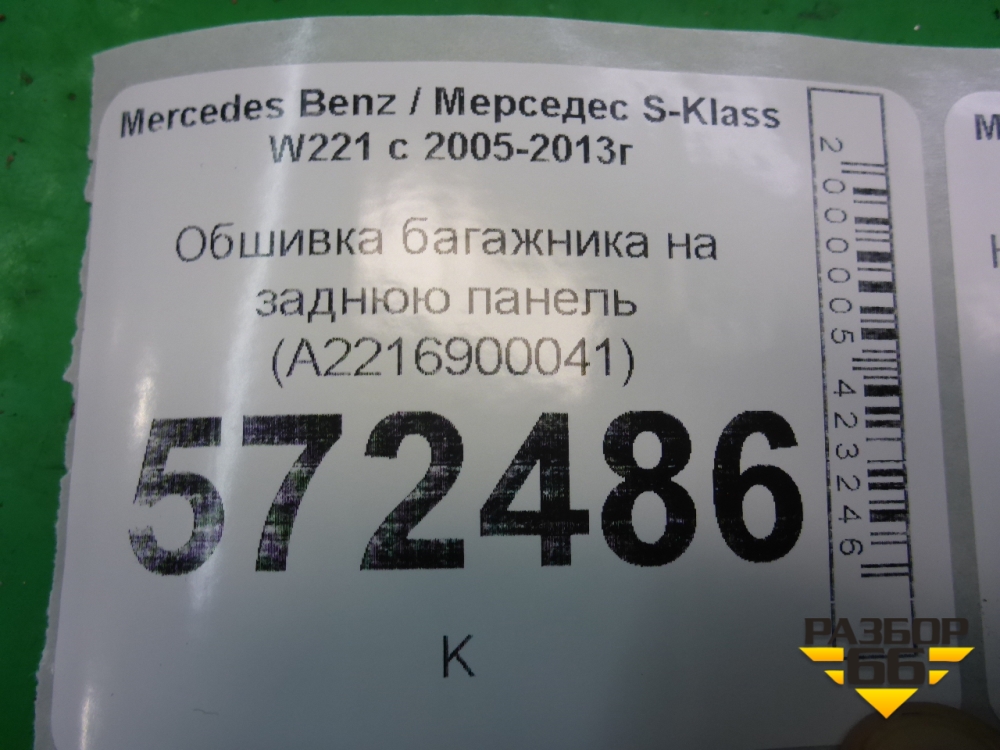 Mercedes Benz / Мерседес S-Klass
W221 с 2005-2013г
Обшивка багажника на
заднюю панель
(A2216900041)
572486
К
2000005423246
М
РАЗБОР
66